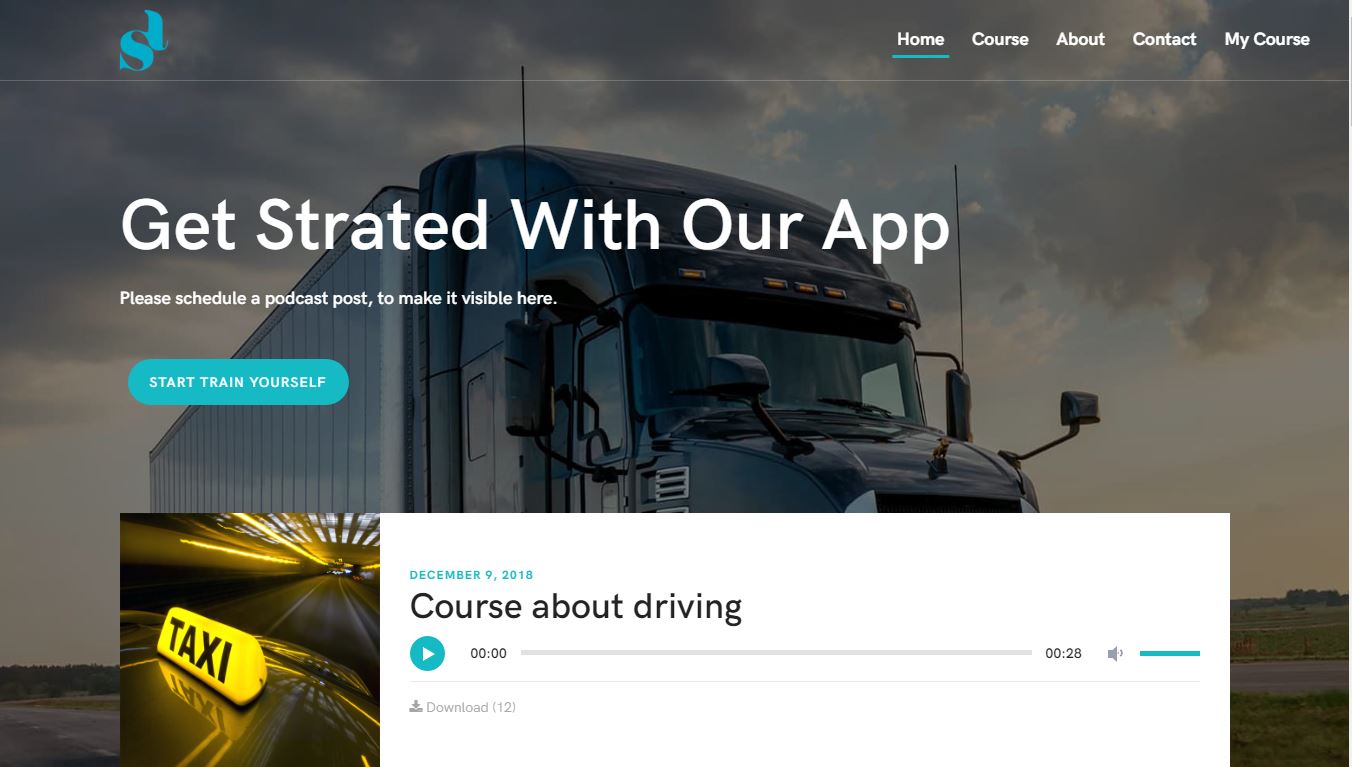 Home Course About Contact My Course
Get Strated With Our App
Please schedule a podcast post, to make it visible here.
START TRAIN YOURSELF
TAXI
DECEMBER 9, 2018
Course about driving
00:00 00:28
Download (12)